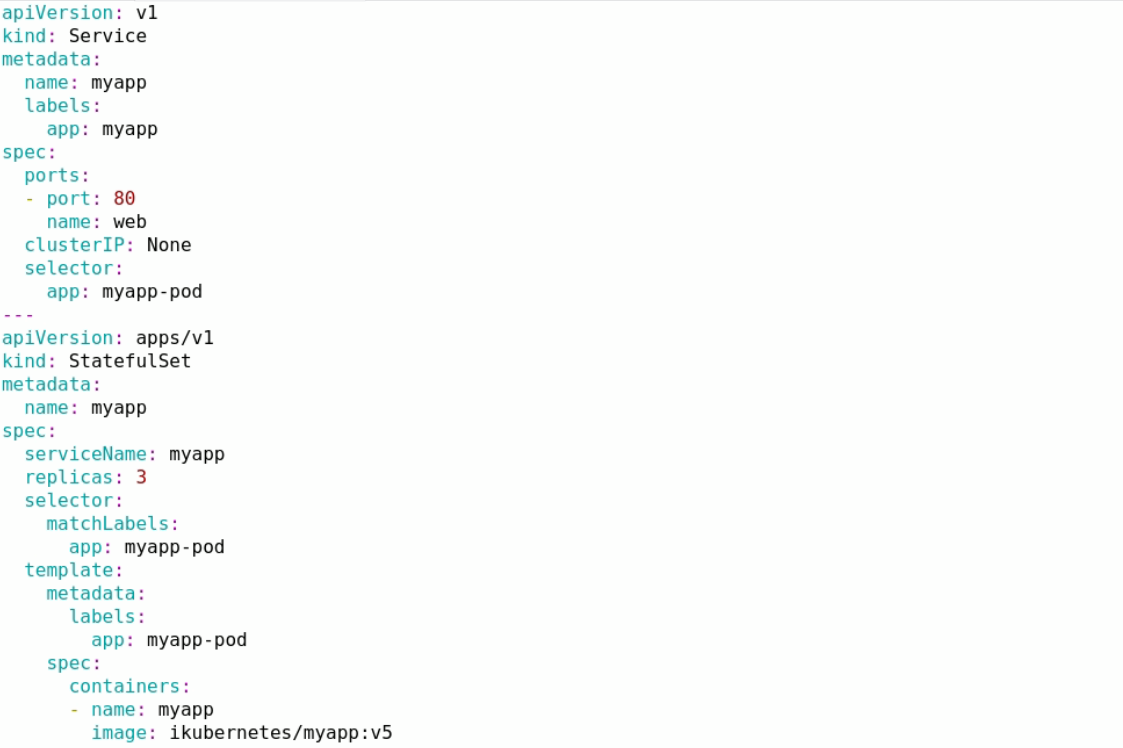 apiVersion: v1
kind: Service
metadata:
  name: myapp
  labels:
    app: myapp
spec:
  ports:
  - port: 80
    name: web
  clusterIP: None
  selector:
    app: myapp-pod
---
apiVersion: apps/v1
kind: StatefulSet
metadata:
  name: myapp
spec:
  serviceName: myapp
  replicas: 3
  selector:
    matchLabels:
      app: myapp-pod
  template:
    metadata:
      labels:
        app: myapp-pod
    spec:
      containers:
      - name: myapp
        image: ikubernetes/myapp:v5